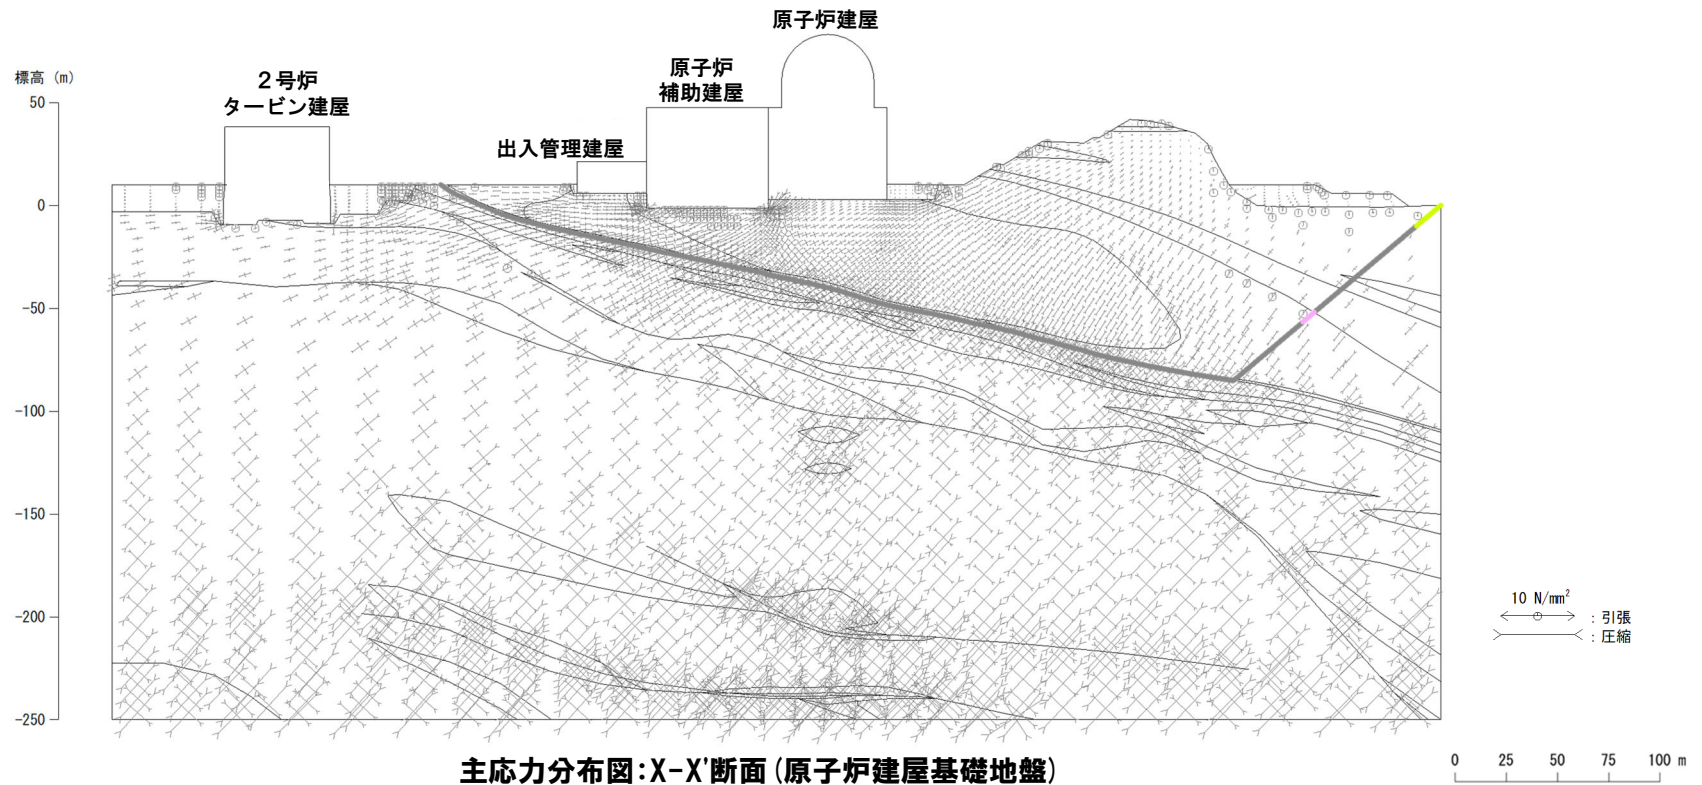 原子炉建屋
標高 (m)
2号炉
タービン建屋
原子炉
補助建屋
出入管理建屋
50
0
-50
-100
-150
-200
-250
10 N/mm²
：引張
：圧縮
主応力分布図：X-X'断面(原子炉建屋基礎地盤)
0 25 50 75 100 m